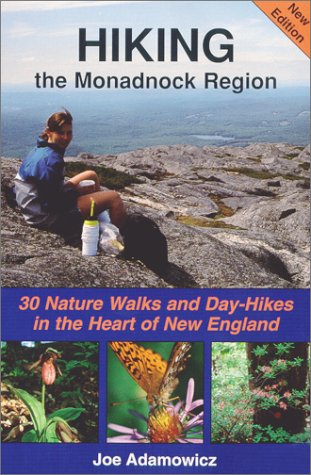 New
Edition
HIKING
the Monadnock Region
30 Nature Walks and Day-Hikes
in the Heart of New England
Joe Adamowicz